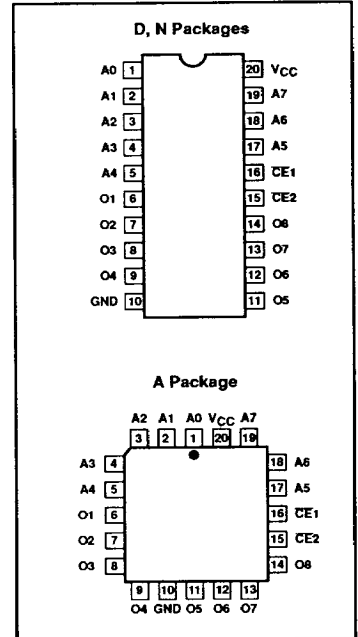 D, N Packages
A0 1 20 VCC
A1 2 19 A7
A2 3 18 A6
A3 4 17 A5
A4 5 16 CE1
O1 6 15 CE2
O2 7 14 O8
O3 8 13 O7
O4 9 12 O6
GND 10 11 O5
A Package
A2 A1 A0 VCC A7
3 2 1 20 19
A3 4 18 A6
A4 5 17 A5
O1 6 16 CE1
O2 7 15 CE2
O3 8 14 O8
9 10 11 12 13
O4 GND O5 O6 O7